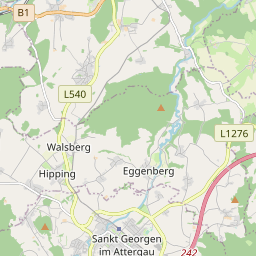 B1
L540
L1276
Walsberg
Hipping
Eggenberg
Sankt Georgen
im Attergau
242